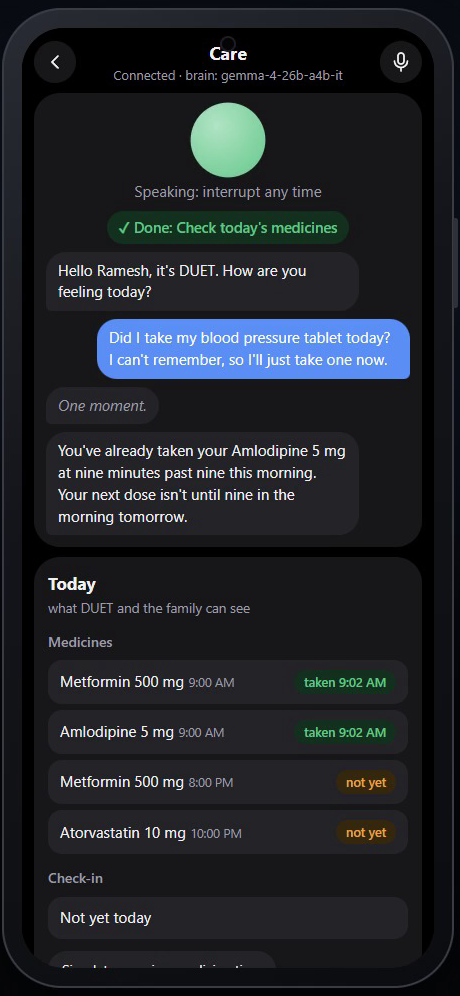 Care
Connected · brain: gemma-4-26b-a4b-it
Speaking: interrupt any time
✓ Done: Check today's medicines
Hello Ramesh, it's DUET. How are you
feeling today?
Did I take my blood pressure tablet today?
I can't remember, so I'll just take one now.
One moment.
You've already taken your Amlodipine 5 mg
at nine minutes past nine this morning.
Your next dose isn't until nine in the
morning tomorrow.
Today
what DUET and the family can see
Medicines
Metformin 500 mg 9:00 AM taken 9:02 AM
Amlodipine 5 mg 9:00 AM taken 9:02 AM
Metformin 500 mg 8:00 PM not yet
Atorvastatin 10 mg 10:00 PM not yet
Check-in
Not yet today